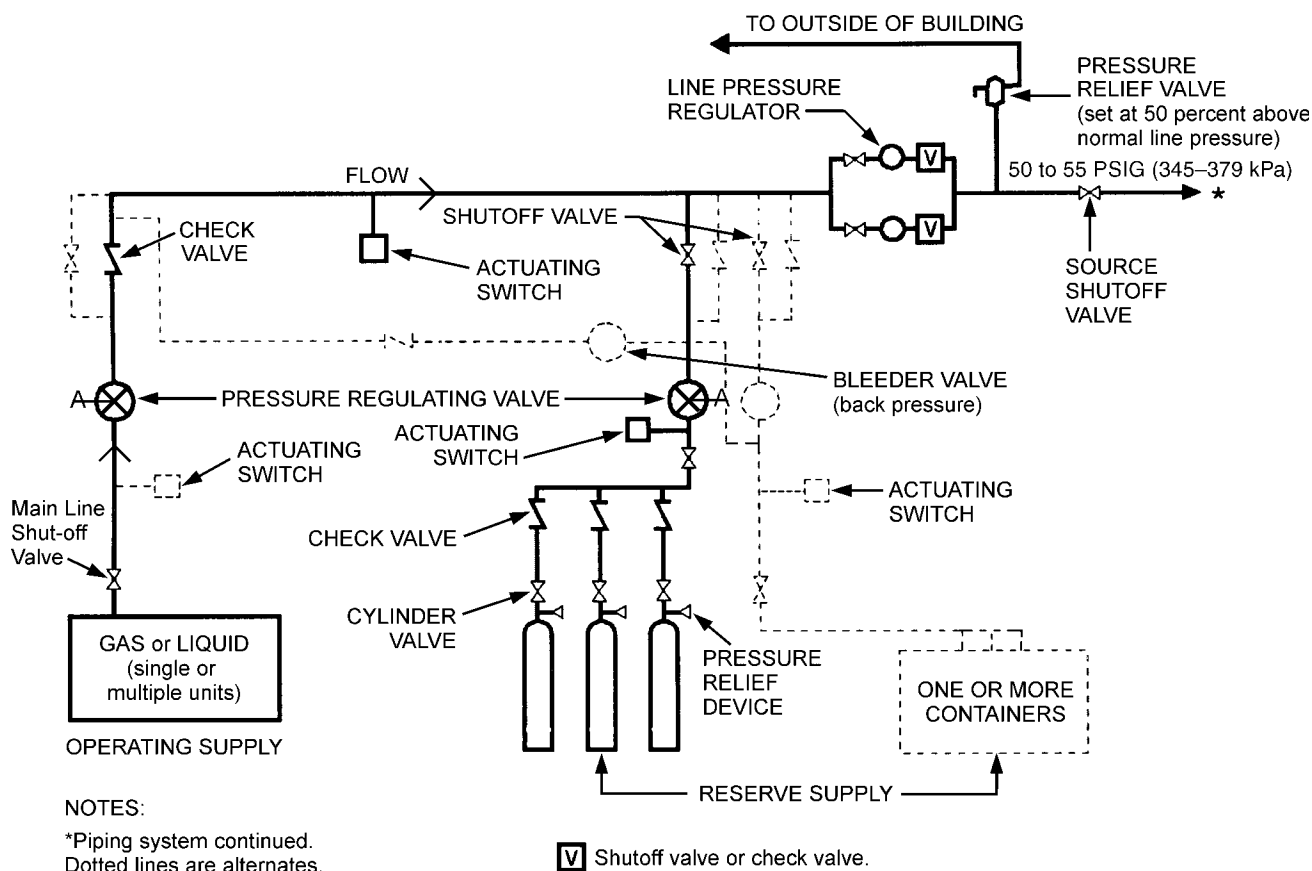 TO OUTSIDE OF BUILDING
PRESSURE
RELIEF VALVE
(set at 50 percent above
normal line pressure)
LINE PRESSURE
REGULATOR
V
50 to 55 PSIG (345–379 kPa)
*
FLOW
SHUTOFF VALVE
V
CHECK
VALVE
ACTUATING
SWITCH
SOURCE
SHUTOFF
VALVE
BLEEDER VALVE
(back pressure)
A
PRESSURE REGULATING VALVE
A
ACTUATING
SWITCH
ACTUATING
SWITCH
ACTUATING
SWITCH
Main Line
Shut-off
Valve
CHECK VALVE
CYLINDER
VALVE
GAS or LIQUID
(single or
multiple units)
PRESSURE
RELIEF
DEVICE
ONE OR MORE
CONTAINERS
OPERATING SUPPLY
RESERVE SUPPLY
NOTES:
*Piping system continued.
Dotted lines are alternates.
V Shutoff valve or check valve.